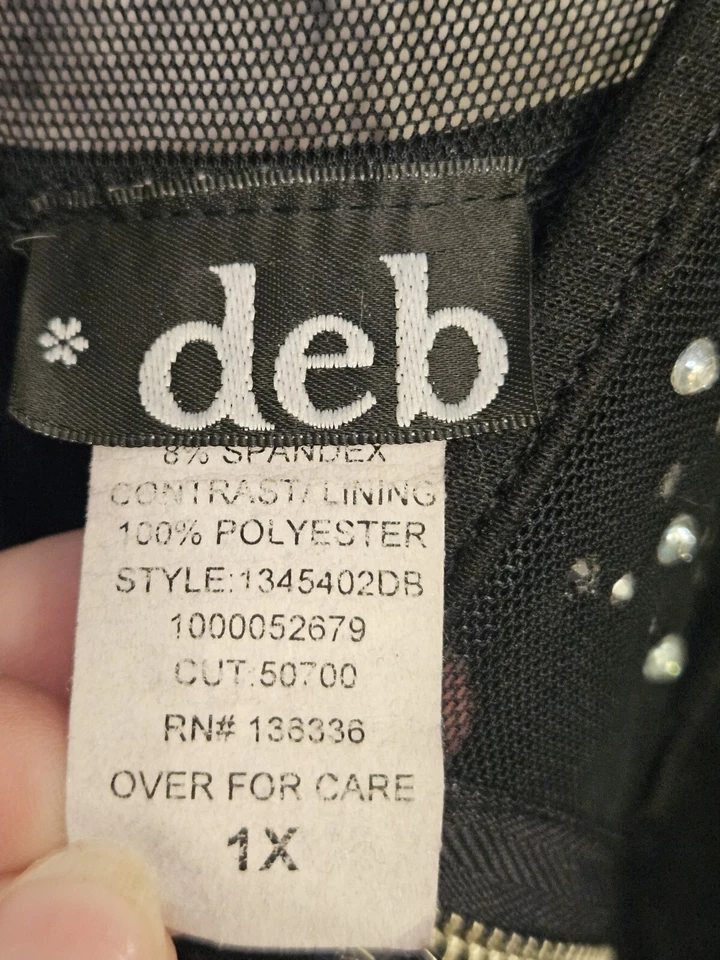 * deb
8% SPANDEX
CONTRAST/LINING
100% POLYESTER
STYLE:1345402DB
1000052679
CUT:50700
RN# 136336
OVER FOR CARE
1X